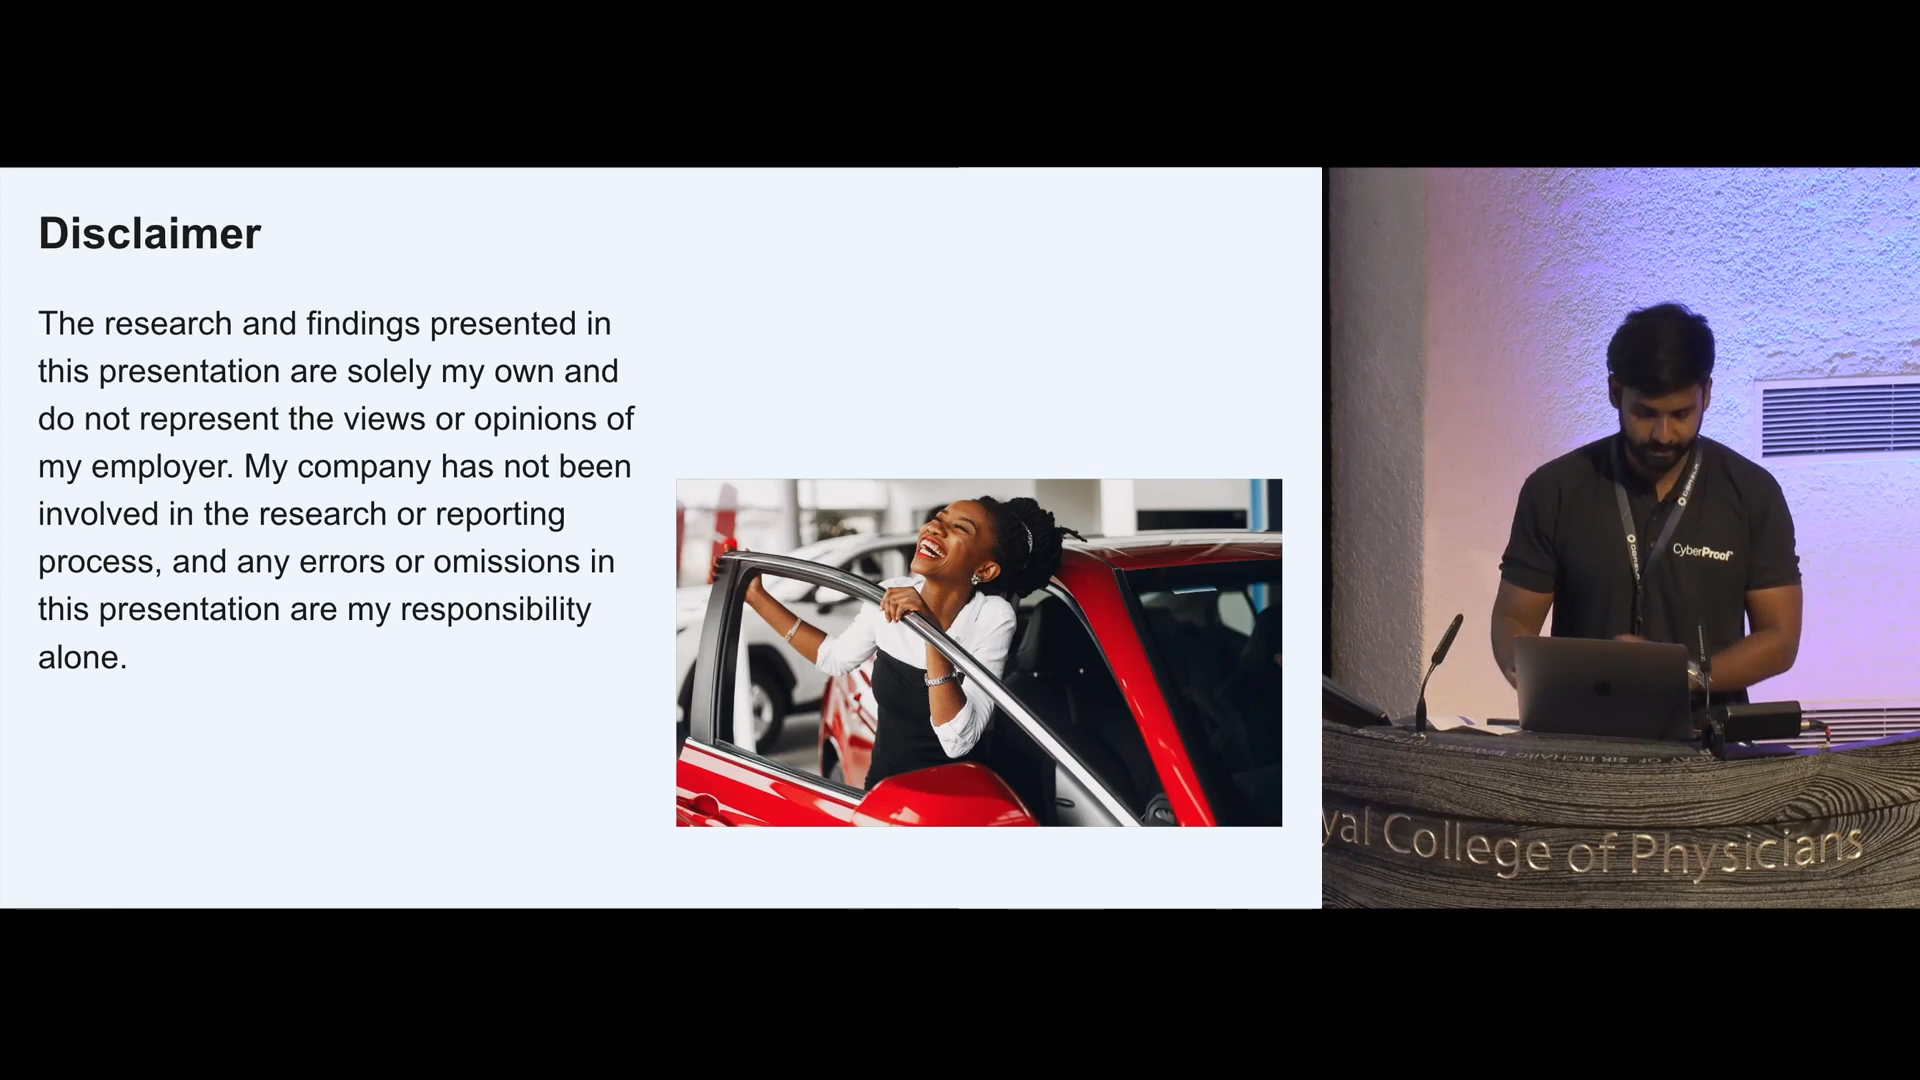 Disclaimer
The research and findings presented in
this presentation are solely my own and
do not represent the views or opinions of
my employer. My company has not been
involved in the research or reporting
process, and any errors or omissions in
this presentation are my responsibility
alone.
CyberProof
yal College of Physicians